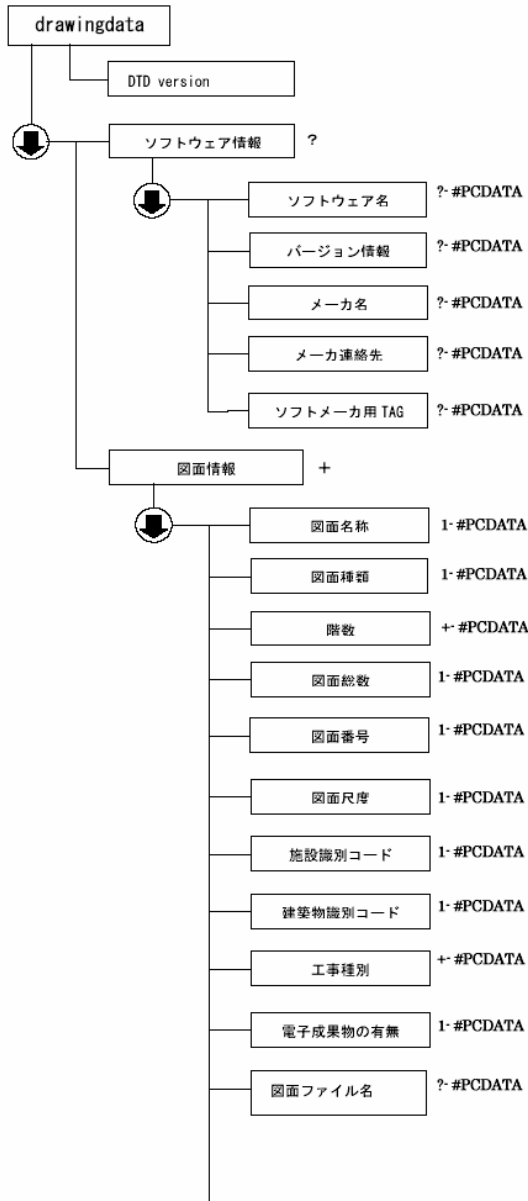 drawingdata
DTD version
ソフトウェア情報 ?
ソフトウェア名 ?-#PCDATA
バージョン情報 ?-#PCDATA
メーカ名 ?-#PCDATA
メーカ連絡先 ?-#PCDATA
ソフトメーカ用TAG ?-#PCDATA
図面情報 +
図面名称 1-#PCDATA
図面種類 1-#PCDATA
階数 +-#PCDATA
図面総数 1-#PCDATA
図面番号 1-#PCDATA
図面尺度 1-#PCDATA
施設識別コード 1-#PCDATA
建築物識別コード 1-#PCDATA
工事種別 +-#PCDATA
電子成果物の有無 1-#PCDATA
図面ファイル名 ?-#PCDATA